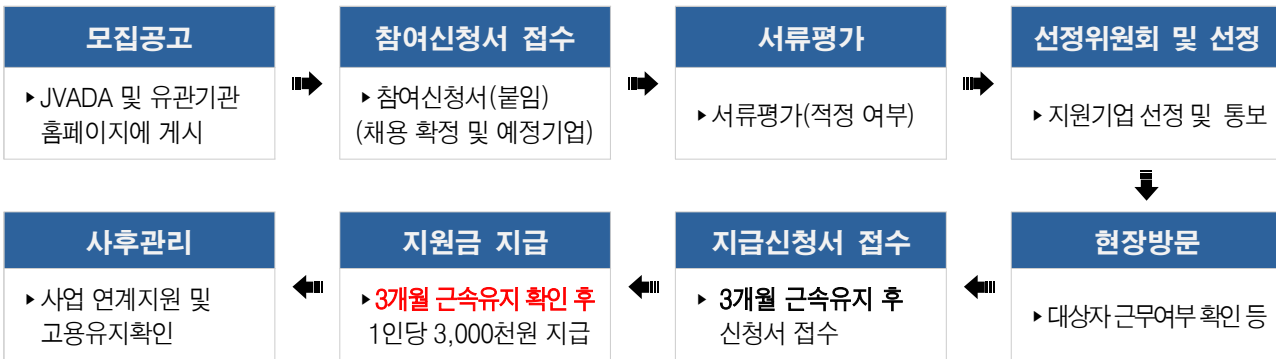 모집공고
▸JVADA 및 유관기관
홈페이지에 게시
참여신청서 접수
▸참여신청서(붙임)
(채용 확정 및 예정기업)
서류평가
▸서류평가(적정 여부)
선정위원회 및 선정
▸지원기업 선정 및 통보
현장방문
▸대상자 근무여부 확인 등
지급신청서 접수
▸ 3개월 근속유지 후
신청서 접수
지원금 지급
▸3개월 근속유지 확인 후
1인당 3,000천원 지급
사후관리
▸사업 연계지원 및
고용유지확인